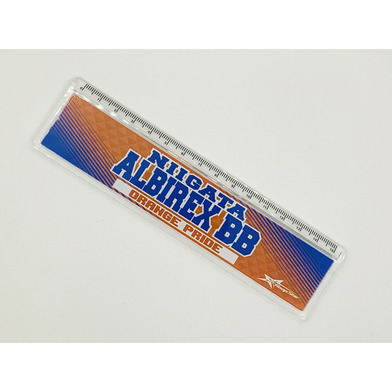 NIIGATA
ALBIREX BB
ORANGE PRIDE